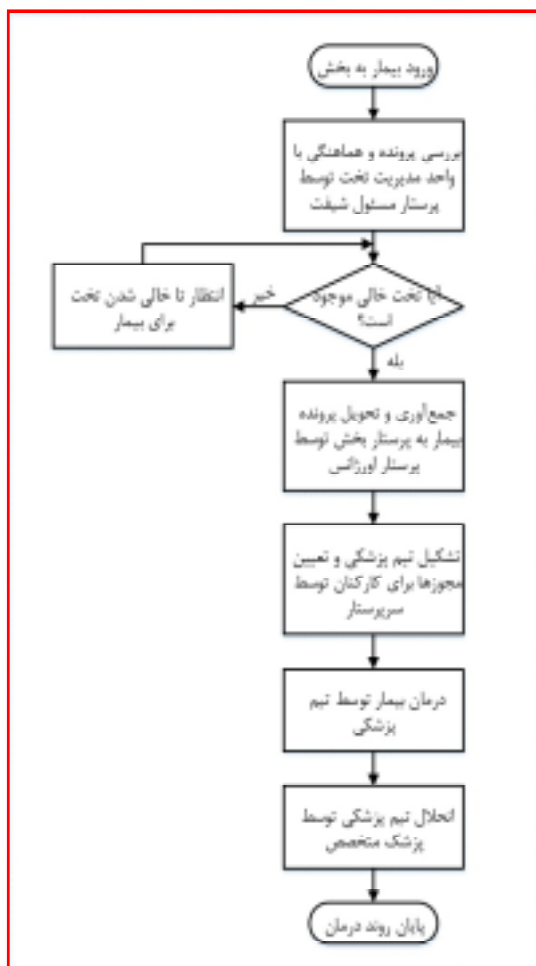 ورود بیمار به بخش
بررسی پرونده و هماهنگی با
واحد مدیریت تخت توسط
پرستار مسئول شیفت
آیا تخت خالی موجود
است؟
خیر
انتظار تا خالی شدن تخت
برای بیمار
بله
جمع‌آوری و تحویل پرونده
بیمار به پرستار بخش توسط
پرستار اورژانس
تشکیل تیم پزشکی و تعیین
مجوزها برای کارکنان توسط
سرپرستار
درمان بیمار توسط تیم
پزشکی
انحلال تیم پزشکی توسط
پزشک متخصص
پایان روند درمان